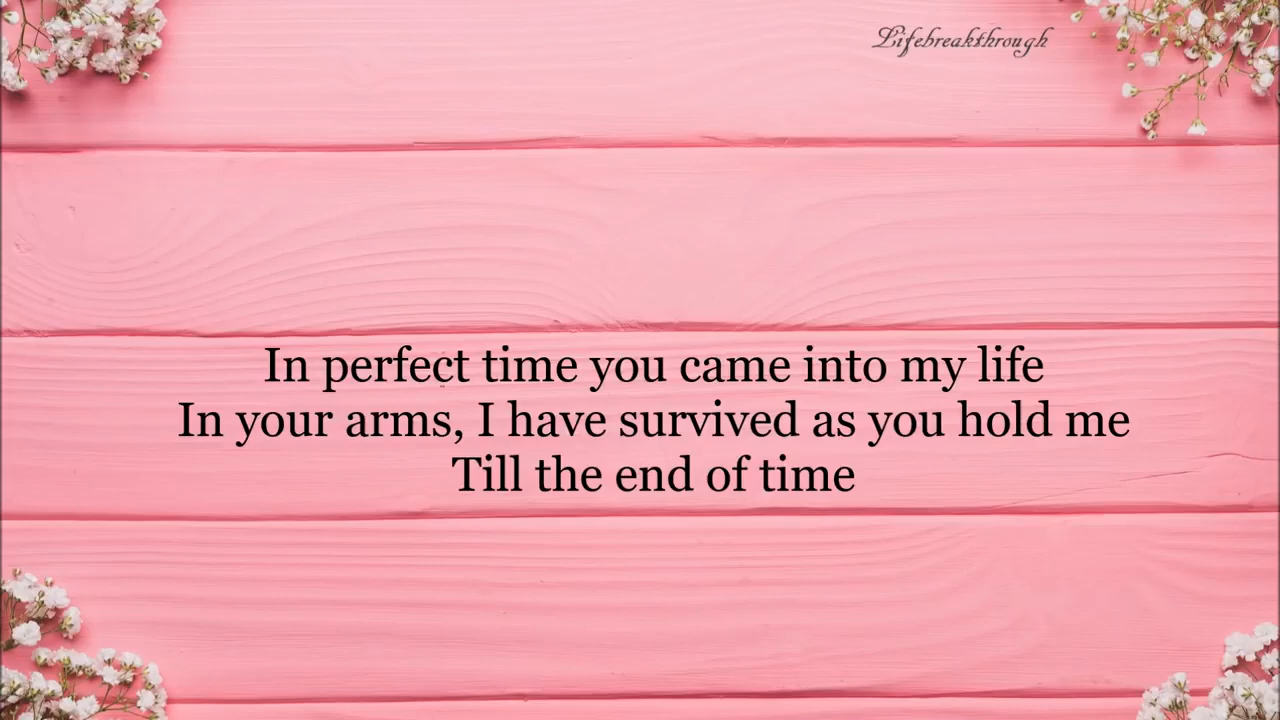 Lifebreakthrough
In perfect time you came into my life
In your arms, I have survived as you hold me
Till the end of time